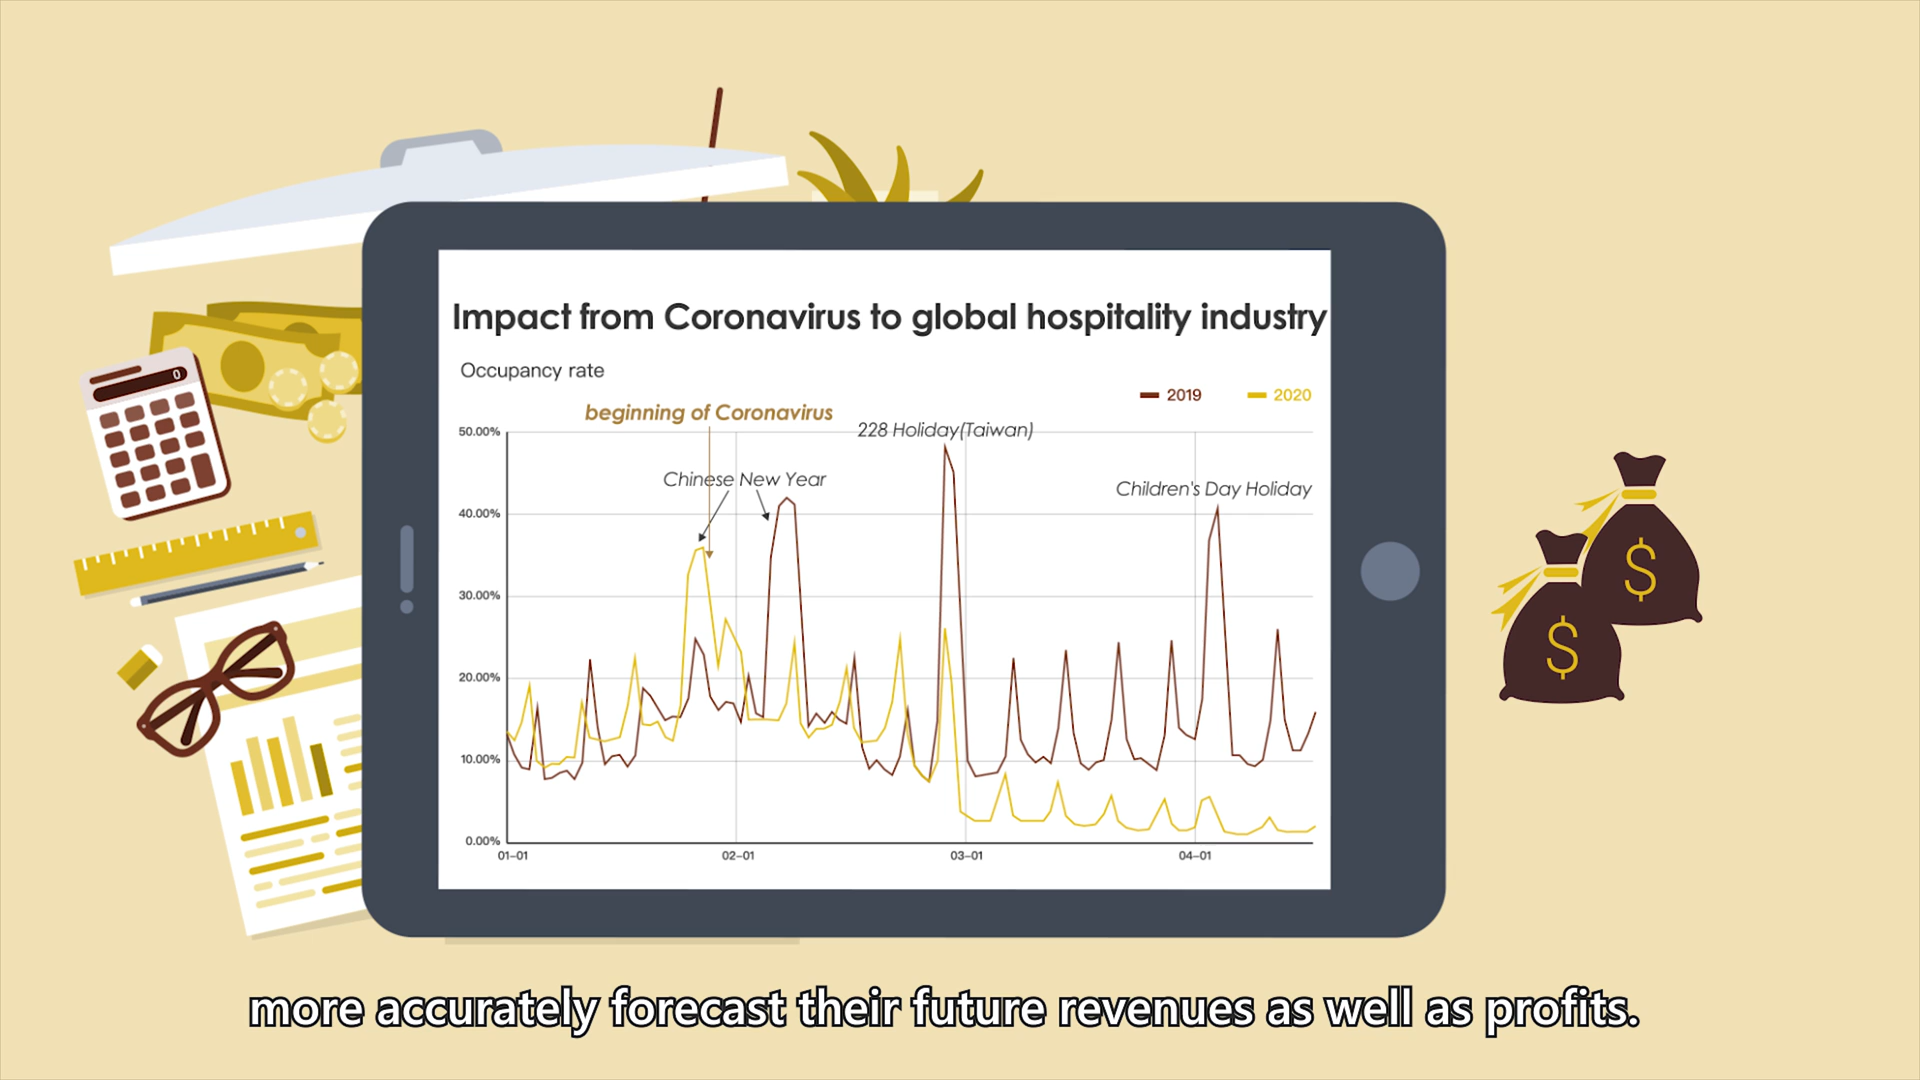 Impact from Coronavirus to global hospitality industry
Occupancy rate
2019
2020
beginning of Coronavirus
228 Holiday(Taiwan)
Chinese New Year
Children's Day Holiday
50.00%
40.00%
30.00%
20.00%
10.00%
0.00%
01-01
02-01
03-01
04-01
0
$
$
more accurately forecast their future revenues as well as profits.